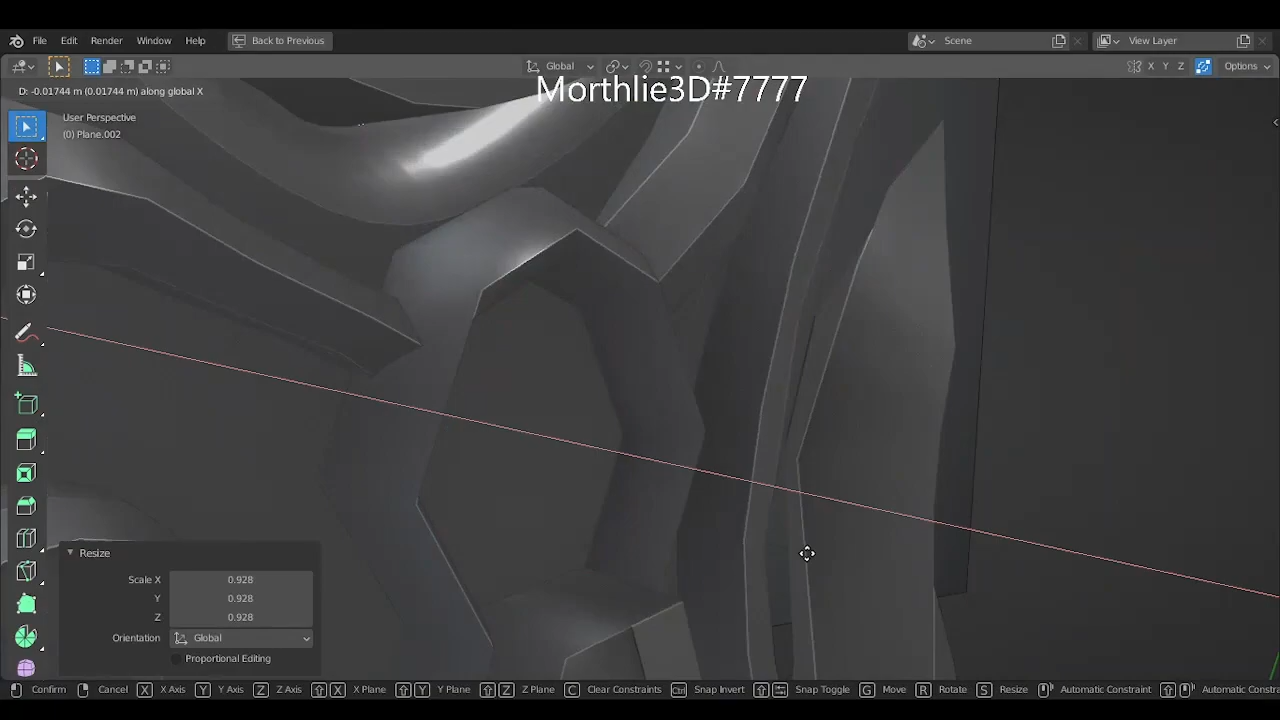 File Edit Render Window Help Back to Previous Scene View Layer
Global X Y Z Options
Morthlie3D#7777
D: -0.01744 m (0.01744 m) along global X
User Perspective
(0) Plane.002
Resize
Scale X 0.928
Y 0.928
Z 0.928
Orientation Global
Proportional Editing
Confirm Cancel X X Axis Y Y Axis Z Z Axis X X Plane Y Y Plane Z Z Plane C Clear Constraints Ctrl Snap Invert Snap Toggle G Move R Rotate S Resize Automatic Constraint Automatic Constra